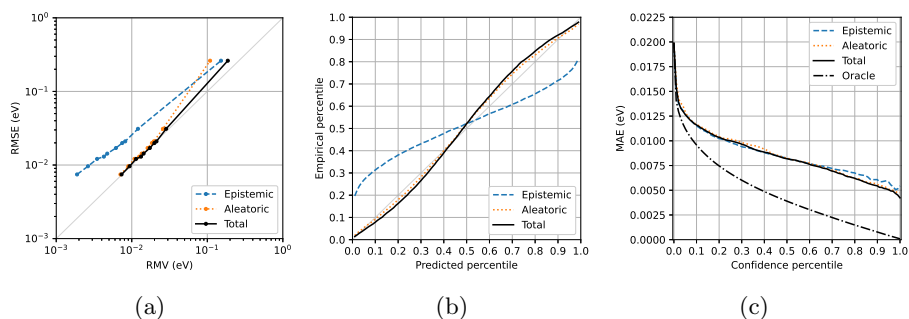 10⁰
10⁻¹
10⁻²
10⁻³
RMSE (eV)
10⁻³ 10⁻² 10⁻¹ 10⁰
RMV (eV)
Epistemic
Aleatoric
Total
(a)
1.0
0.9
0.8
0.7
0.6
0.5
0.4
0.3
0.2
0.1
0.0
Empirical percentile
0.0 0.1 0.2 0.3 0.4 0.5 0.6 0.7 0.8 0.9 1.0
Predicted percentile
Epistemic
Aleatoric
Total
(b)
0.0225
0.0200
0.0175
0.0150
0.0125
0.0100
0.0075
0.0050
0.0025
0.0000
MAE (eV)
0.0 0.1 0.2 0.3 0.4 0.5 0.6 0.7 0.8 0.9 1.0
Confidence percentile
Epistemic
Aleatoric
Total
Oracle
(c)